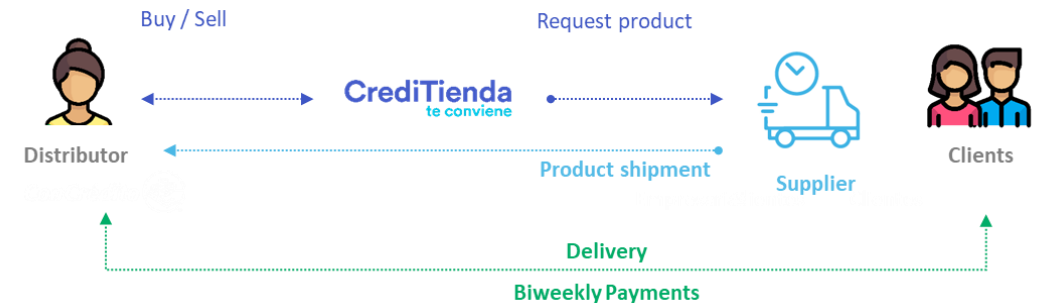 Buy / Sell
Request product
CrediTienda
te conviene
Distributor
Product shipment
Supplier
Clients
Delivery
Biweekly Payments